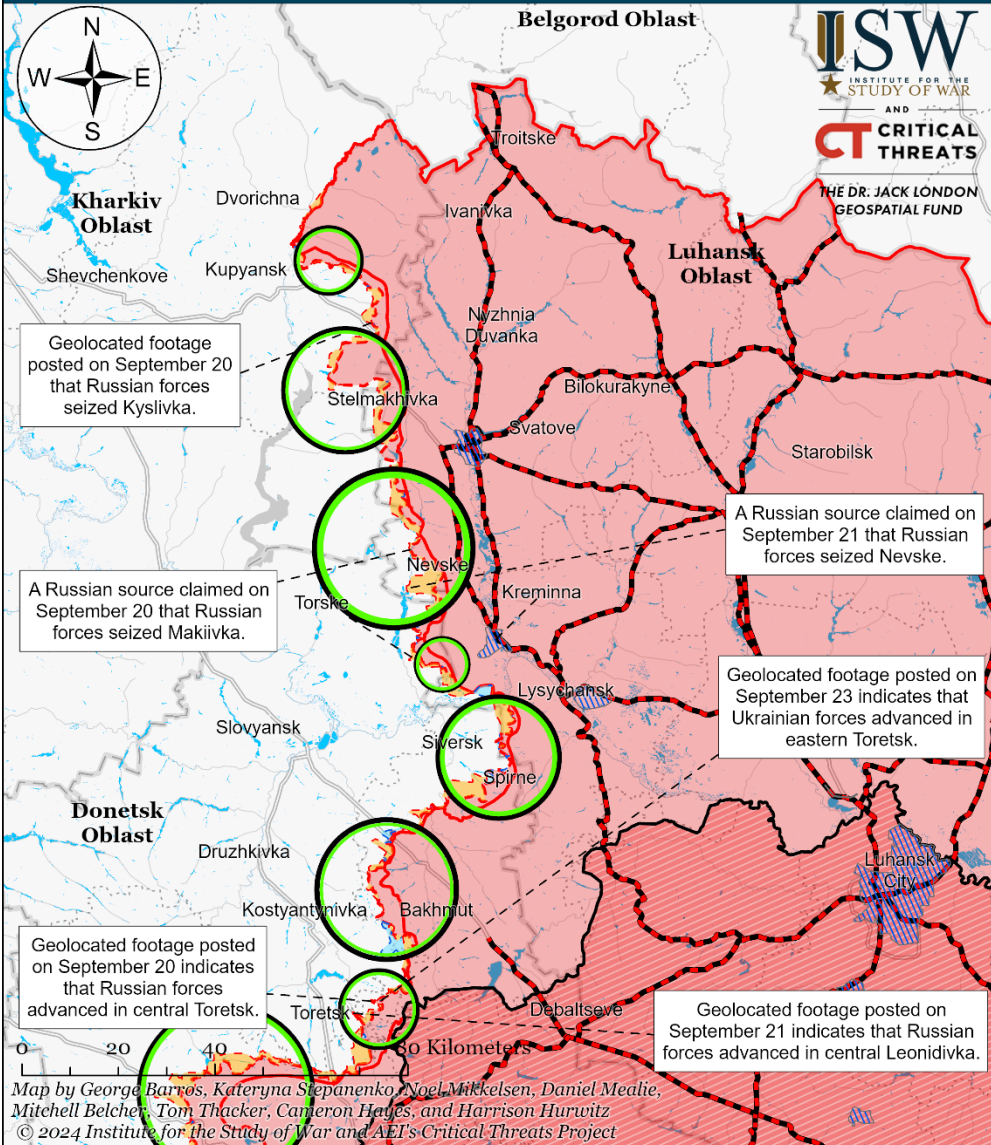 Belgorod Oblast
N
W
E
S
ISW
INSTITUTE FOR THE
STUDY OF WAR
AND
CT CRITICAL
THREATS
THE DR. JACK LONDON
GEOSPATIAL FUND
Troitske
Dvorichna
Kharkiv
Oblast
Ivanivka
Luhansk
Oblast
Shevchenkove
Kupyansk
Nyzhnia
Duvanka
Geolocated footage
posted on September 20
that Russian forces
seized Kyslivka.
Stelmakhivka
Bilokurakyne
Svatove
Starobilsk
A Russian source claimed on
September 21 that Russian
forces seized Nevske.
Nevske
A Russian source claimed on
September 20 that Russian
forces seized Makiivka.
Torske
Kreminna
Lysychansk
Geolocated footage posted on
September 23 indicates that
Ukrainian forces advanced in
eastern Toretsk.
Slovyansk
Siversk
Spirne
Donetsk
Oblast
Druzhkivka
Luhansk
City
Kostyantynivka
Bakhmut
Geolocated footage posted
on September 20 indicates
that Russian forces
advanced in central Toretsk.
Toretsk
Debaltseve
Geolocated footage posted on
September 21 indicates that Russian
forces advanced in central Leonidivka.
0 20 40 80 Kilometers
Map by George Barros, Kateryna Stepanenko, Noel Mikkelsen, Daniel Mealie,
Mitchell Belcher, Tom Thacker, Cameron Hayes, and Harrison Hurwitz
© 2024 Institute for the Study of War and AEI's Critical Threats Project